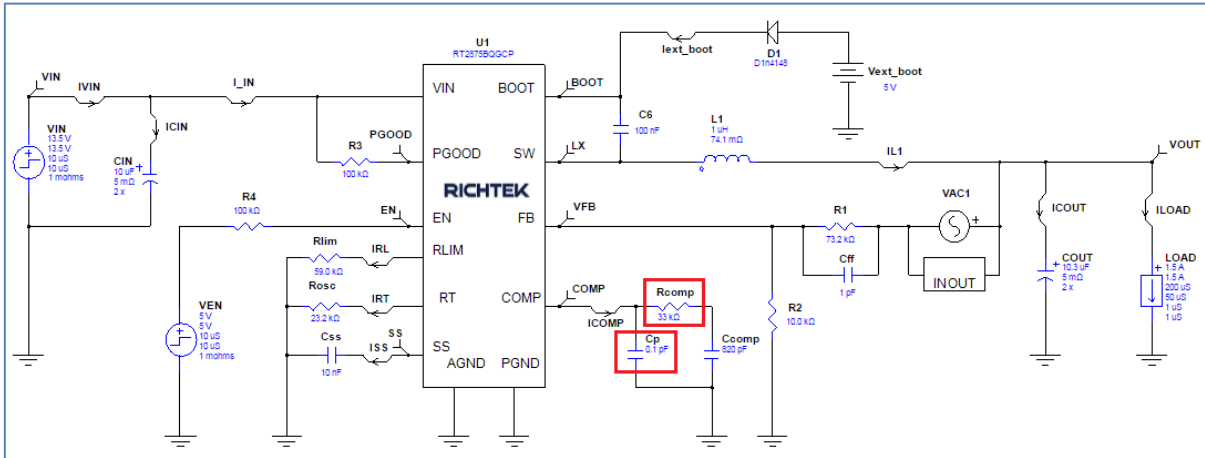 U1
RT2875BQGCP
VIN
BOOT
PGOOD
SW
RICHTEK
EN
FB
RLIM
RT
COMP
SS
AGND
PGND
VIN
IVIN
I_IN
ICIN
VIN
13.5 V
13.5 V
10 uS
10 uS
1 mohms
CIN
10 uF
5 mΩ
2 x
PGOOD
R3
100 kΩ
R4
100 kΩ
EN
Rlim
59.0 kΩ
IRL
Rosc
23.2 kΩ
IRT
Css
10 nF
ISS
SS
VEN
5 V
5 V
10 uS
10 uS
1 mohms
BOOT
Iext_boot
D1
D1n4148
Vext_boot
5 V
C6
100 nF
LX
L1
1 uH
74.1 mΩ
IL1
VOUT
VFB
R1
73.2 kΩ
Cff
1 pF
VAC1
INOUT
ICOUT
ILOAD
COUT
10.3 uF
5 mΩ
2 x
LOAD
1.5 A
1.5 A
200 uS
50 uS
1 uS
1 uS
R2
10.0 kΩ
COMP
ICOMP
Rcomp
33 kΩ
Cp
0.1 pF
Ccomp
820 pF